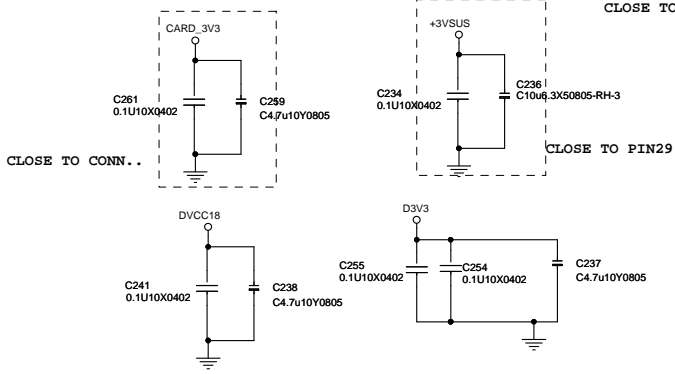 CLOSE TO
CARD_3V3
C261
0.1U10X0402
C259
C4.7u10Y0805
CLOSE TO CONN..
+3VSUS
C234
0.1U10X0402
C236
C10u6.3X50805-RH-3
CLOSE TO PIN29
DVCC18
C241
0.1U10X0402
C238
C4.7u10Y0805
D3V3
C255
0.1U10X0402
C254
0.1U10X0402
C237
C4.7u10Y0805